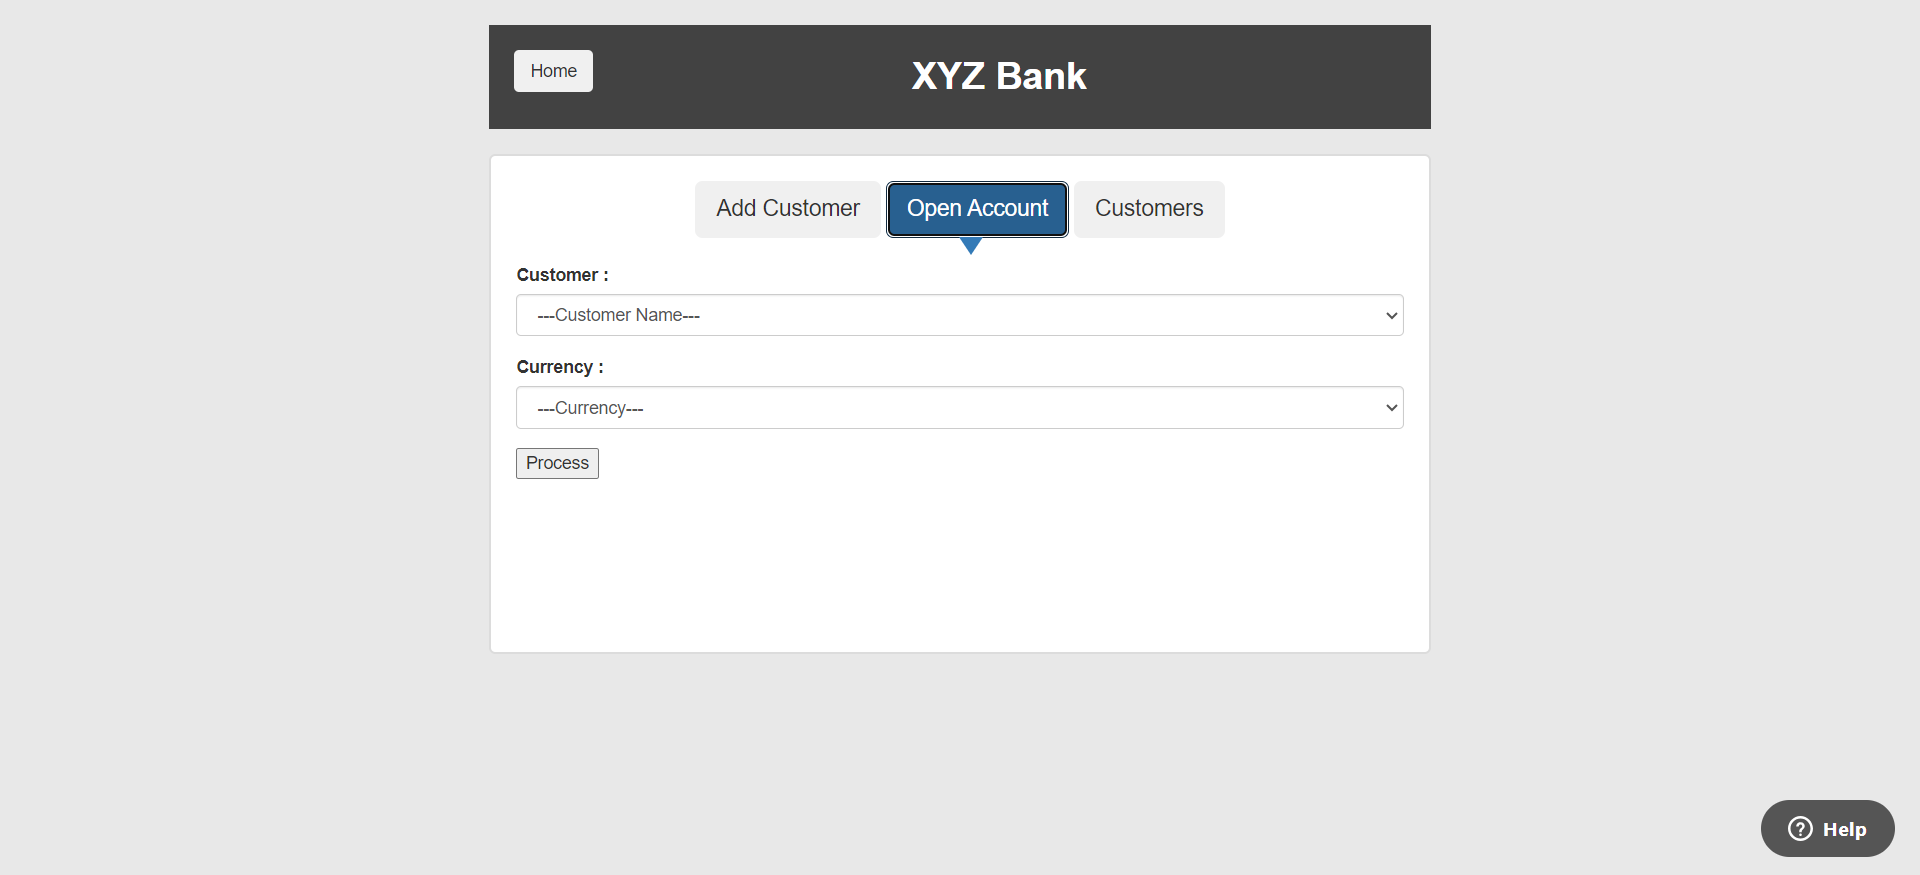 Home
XYZ Bank
Add Customer
Open Account
Customers
Customer :
---Customer Name---
Currency :
---Currency---
Process
Help